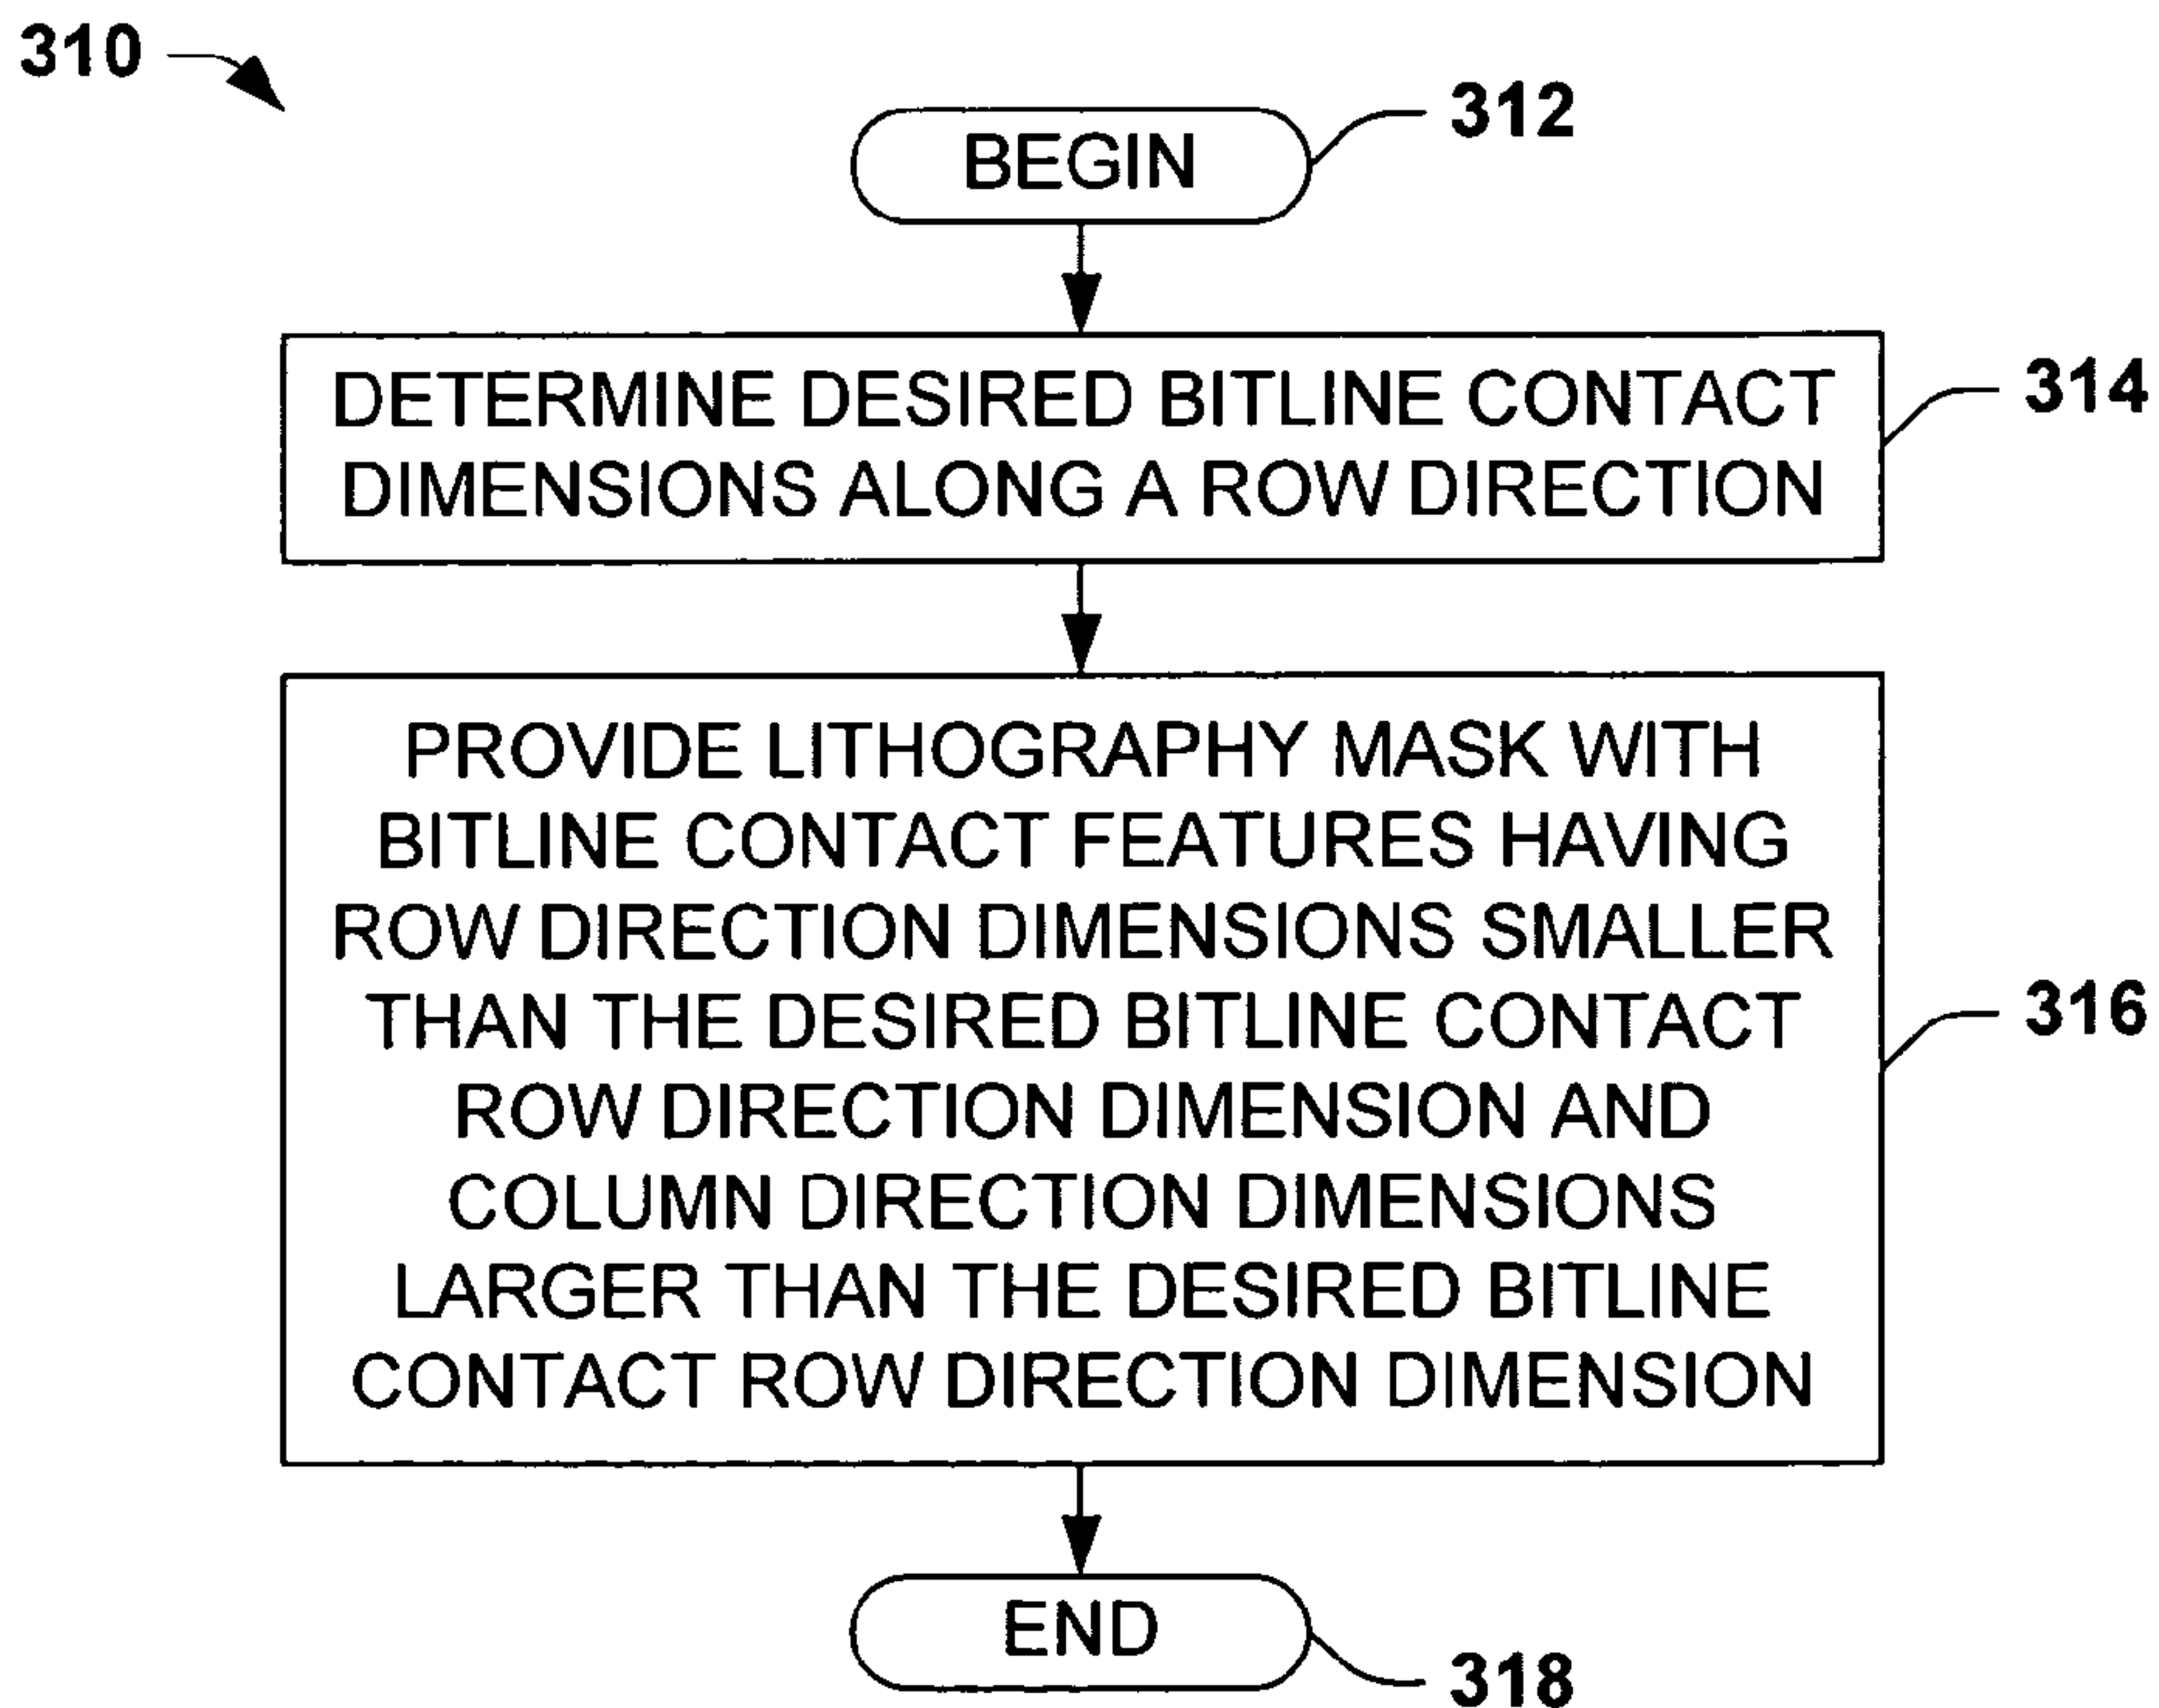 310
BEGIN
312
DETERMINE DESIRED BITLINE CONTACT
DIMENSIONS ALONG A ROW DIRECTION
314
PROVIDE LITHOGRAPHY MASK WITH
BITLINE CONTACT FEATURES HAVING
ROW DIRECTION DIMENSIONS SMALLER
THAN THE DESIRED BITLINE CONTACT
ROW DIRECTION DIMENSION AND
COLUMN DIRECTION DIMENSIONS
LARGER THAN THE DESIRED BITLINE
CONTACT ROW DIRECTION DIMENSION
316
END
318